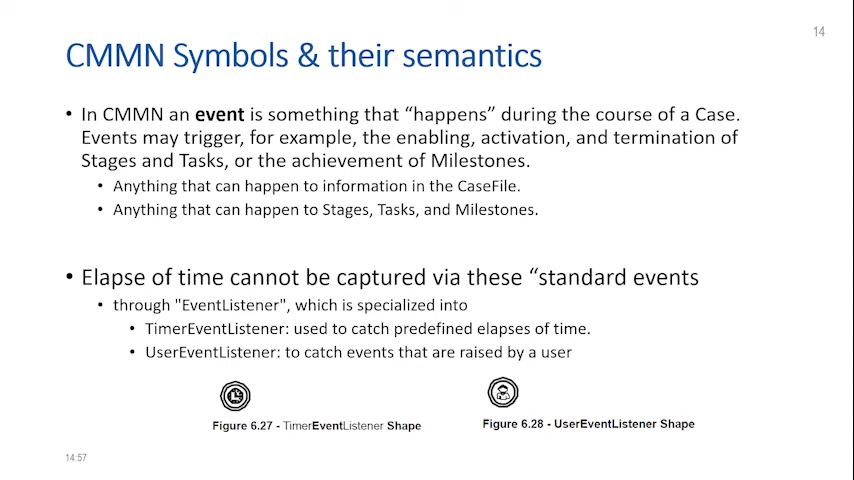 14
CMMN Symbols & their semantics
• In CMMN an event is something that “happens” during the course of a Case.
Events may trigger, for example, the enabling, activation, and termination of
Stages and Tasks, or the achievement of Milestones.
• Anything that can happen to information in the CaseFile.
• Anything that can happen to Stages, Tasks, and Milestones.
• Elapse of time cannot be captured via these “standard events
• through "EventListener", which is specialized into
• TimerEventListener: used to catch predefined elapses of time.
• UserEventListener: to catch events that are raised by a user
Figure 6.27 - TimerEventListener Shape
Figure 6.28 - UserEventListener Shape
14:57